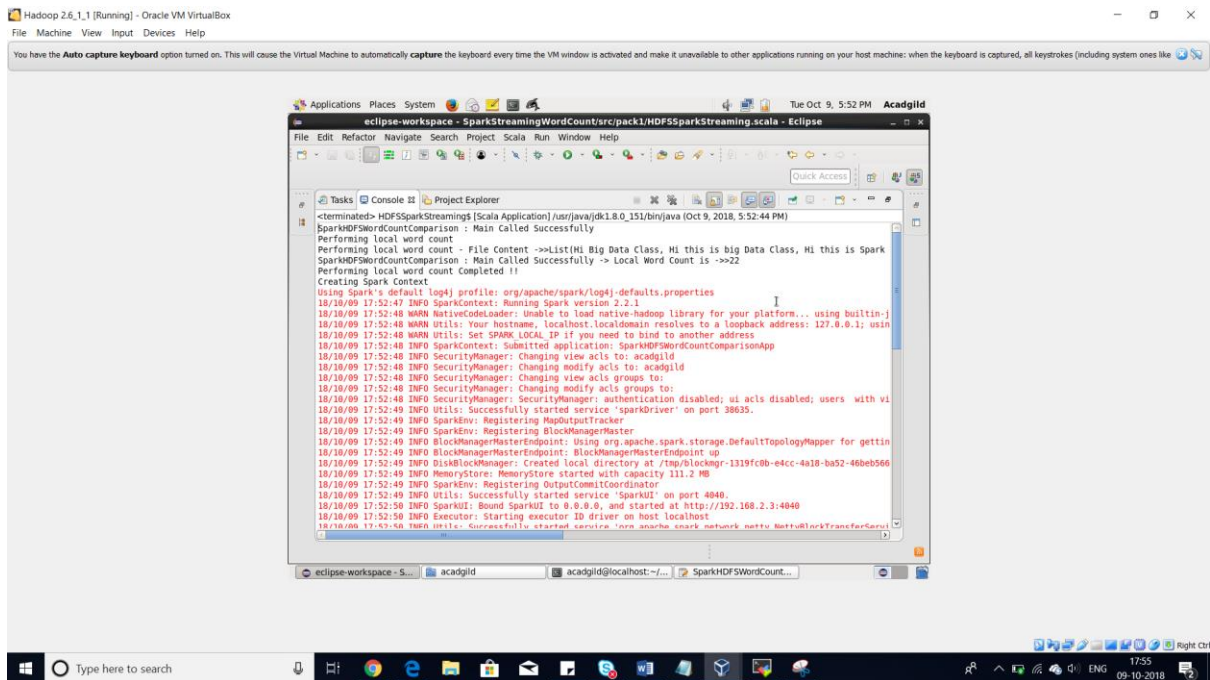 Hadoop 2.6_1_1 [Running] - Oracle VM VirtualBox
File Machine View Input Devices Help
You have the Auto capture keyboard option turned on. This will cause the Virtual Machine to automatically capture the keyboard every time the VM window is activated and make it unavailable to other applications running on your host machine: when the keyboard is captured, all keystrokes (including system ones like
Applications Places System Tue Oct 9, 5:52 PM Acadgild
eclipse-workspace - SparkStreamingWordCount/src/pack1/HDFSSparkStreaming.scala - Eclipse
File Edit Refactor Navigate Search Project Scala Run Window Help
Quick Access
Tasks Console Project Explorer
<terminated> HDFSSparkStreaming$ [Scala Application] /usr/java/jdk1.8.0_151/bin/java (Oct 9, 2018, 5:52:44 PM)
SparkHDFSWordCountComparison : Main Called Successfully
Performing local word count
Performing local word count - File Content ->>List(Hi Big Data Class, Hi this is big Data Class, Hi this is Spark
SparkHDFSWordCountComparison : Main Called Successfully -> Local Word Count is ->>22
Performing local word count Completed !!
Creating Spark Context
Using Spark's default log4j profile: org/apache/spark/log4j-defaults.properties
18/10/09 17:52:47 INFO SparkContext: Running Spark version 2.2.1
18/10/09 17:52:48 WARN NativeCodeLoader: Unable to load native-hadoop library for your platform... using builtin-j
18/10/09 17:52:48 WARN Utils: Your hostname, localhost.localdomain resolves to a loopback address: 127.0.0.1; usin
18/10/09 17:52:48 WARN Utils: Set SPARK_LOCAL_IP if you need to bind to another address
18/10/09 17:52:48 INFO SparkContext: Submitted application: SparkHDFSWordCountComparisonApp
18/10/09 17:52:48 INFO SecurityManager: Changing view acls to: acadgild
18/10/09 17:52:48 INFO SecurityManager: Changing modify acls to: acadgild
18/10/09 17:52:48 INFO SecurityManager: Changing view acls groups to:
18/10/09 17:52:48 INFO SecurityManager: Changing modify acls groups to:
18/10/09 17:52:48 INFO SecurityManager: SecurityManager: authentication disabled; ui acls disabled; users with vi
18/10/09 17:52:49 INFO Utils: Successfully started service 'sparkDriver' on port 38635.
18/10/09 17:52:49 INFO SparkEnv: Registering MapOutputTracker
18/10/09 17:52:49 INFO SparkEnv: Registering BlockManagerMaster
18/10/09 17:52:49 INFO BlockManagerMasterEndpoint: Using org.apache.spark.storage.DefaultTopologyMapper for gettin
18/10/09 17:52:49 INFO BlockManagerMasterEndpoint: BlockManagerMasterEndpoint up
18/10/09 17:52:49 INFO DiskBlockManager: Created local directory at /tmp/blockmgr-1319fc0b-e4cc-4a18-ba52-46beb566
18/10/09 17:52:49 INFO MemoryStore: MemoryStore started with capacity 111.2 MB
18/10/09 17:52:49 INFO SparkEnv: Registering OutputCommitCoordinator
18/10/09 17:52:49 INFO Utils: Successfully started service 'SparkUI' on port 4040.
18/10/09 17:52:50 INFO SparkUI: Bound SparkUI to 0.0.0.0, and started at http://192.168.2.3:4040
18/10/09 17:52:50 INFO Executor: Starting executor ID driver on host localhost
18/10/09 17:52:50 INFO Utils: Successfully started service 'org.apache.spark.network.netty.NettyBlockTransferServi
eclipse-workspace - S... acadgild acadgild@localhost:~/... SparkHDFSWordCount...
Right Ctrl
Type here to search ENG 17:55
09-10-2018